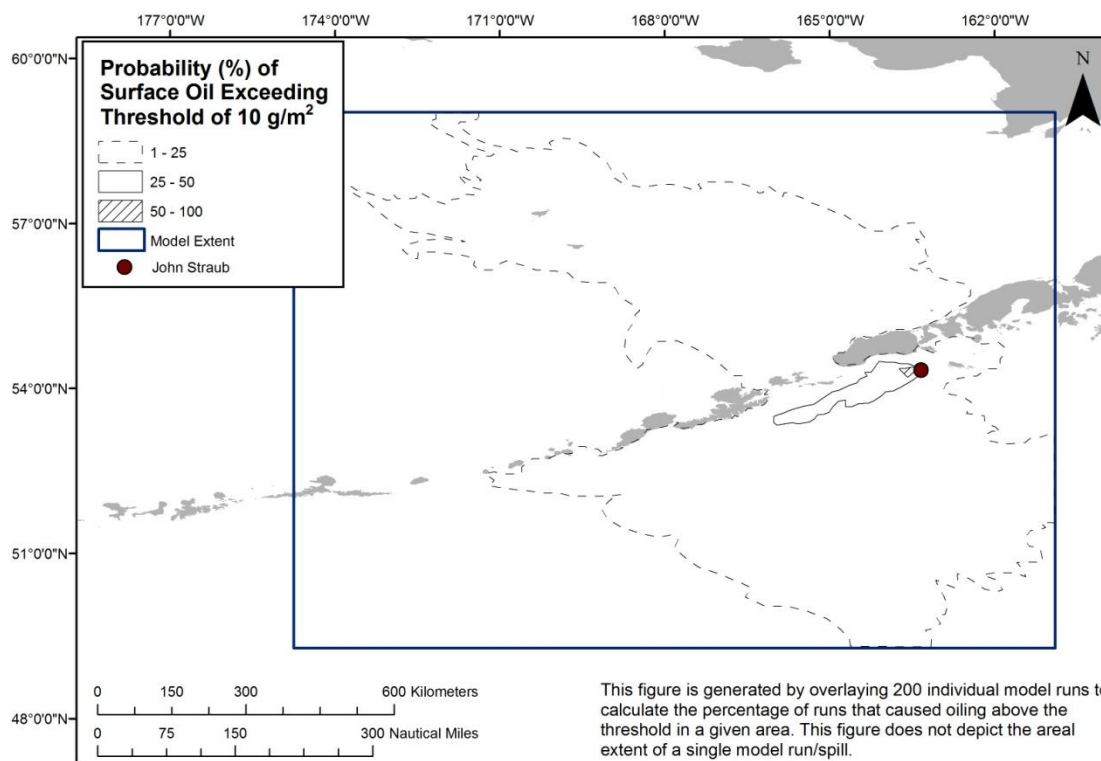 177°0'0"W
174°0'0"W
171°0'0"W
168°0'0"W
165°0'0"W
162°0'0"W
60°0'0"N
57°0'0"N
54°0'0"N
51°0'0"N
48°0'0"N
Probability (%) of
Surface Oil Exceeding
Threshold of 10 g/m²
1 - 25
25 - 50
50 - 100
Model Extent
John Straub
N
0 150 300 600 Kilometers
0 75 150 300 Nautical Miles
This figure is generated by overlaying 200 individual model runs to
calculate the percentage of runs that caused oiling above the
threshold in a given area. This figure does not depict the areal
extent of a single model run/spill.